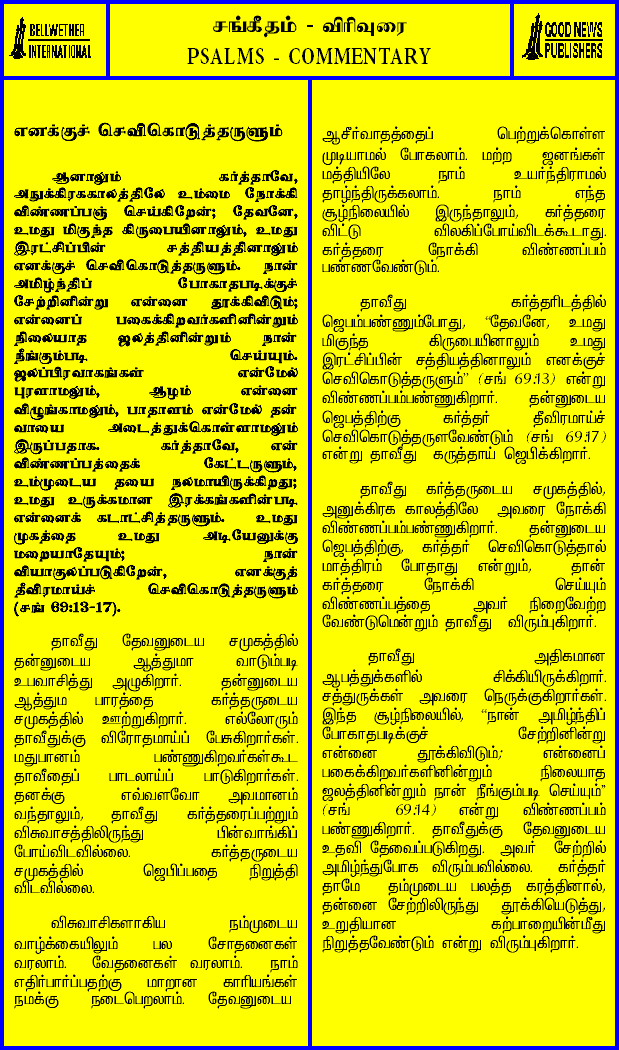 BELLWETHER
INTERNATIONAL
சங்கீதம் - விரிவுரை
PSALMS - COMMENTARY
GOOD NEWS
PUBLISHERS
எனக்குச் செவிகொடுத்தருளும்
ஆனாலும் கர்த்தாவே,
அநுக்கிரககாலத்திலே உம்மை நோக்கி
விண்ணப்பஞ் செய்கிறேன்; தேவனே,
உமது மிகுந்த கிருபையினாலும், உமது
இரட்சிப்பின் சத்தியத்தினாலும்
எனக்குச் செவிகொடுத்தருளும். நான்
அமிழ்ந்திப் போகாதபடிக்குச்
சேற்றினின்று என்னை தூக்கிவிடும்;
என்னைப் பகைக்கிறவர்களினின்றும்
நிலையாத ஜலத்தினின்றும் நான்
நீங்கும்படி செய்யும்.
ஜலப்பிரவாகங்கள் என்மேல்
புரளாமலும், ஆழம் என்னை
விழுங்காமலும், பாதாளம் என்மேல் தன்
வாயை அடைத்துக்கொள்ளாமலும்
இருப்பதாக. கர்த்தாவே, என்
விண்ணப்பத்தைக் கேட்டருளும்,
உம்முடைய தயை நலமாயிருக்கிறது;
உமது உருக்கமான இரக்கங்களின்படி
என்னைக் கடாட்சித்தருளும். உமது
முகத்தை உமது அடியேனுக்கு
மறையாதேயும்; நான்
வியாகுலப்படுகிறேன், எனக்குத்
தீவிரமாய்ச் செவிகொடுத்தருளும்
(சங் 69:13-17).
தாவீது தேவனுடைய சமுகத்தில்
தன்னுடைய ஆத்துமா வாடும்படி
உபவாசித்து அழுகிறார். தன்னுடைய
ஆத்தும பாரத்தை கர்த்தருடைய
சமுகத்தில் ஊற்றுகிறார். எல்லோரும்
தாவீதுக்கு விரோதமாய்ப் பேசுகிறார்கள்.
மதுபானம் பண்ணுகிறவர்கள்கூட
தாவீதைப் பாடலாய்ப் பாடுகிறார்கள்.
தனக்கு எவ்வளவோ அவமானம்
வந்தாலும், தாவீது கர்த்தரைப்பற்றும்
விசுவாசத்திலிருந்து பின்வாங்கிப்
போய்விடவில்லை. கர்த்தருடைய
சமுகத்தில் ஜெபிப்பதை நிறுத்தி
விடவில்லை.
விசுவாசிகளாகிய நம்முடைய
வாழ்க்கையிலும் பல சோதனைகள்
வரலாம். வேதனைகள் வரலாம். நாம்
எதிர்பார்ப்பதற்கு மாறான காரியங்கள்
நமக்கு நடைபெறலாம். தேவனுடைய
ஆசீர்வாதத்தைப் பெற்றுக்கொள்ள
முடியாமல் போகலாம். மற்ற ஜனங்கள்
மத்தியிலே நாம் உயர்ந்திராமல்
தாழ்ந்திருக்கலாம். நாம் எந்த
சூழ்நிலையில் இருந்தாலும், கர்த்தரை
விட்டு விலகிப்போய்விடக்கூடாது.
கர்த்தரை நோக்கி விண்ணப்பம்
பண்ணவேண்டும்.
தாவீது கர்த்தரிடத்தில்
ஜெபம்பண்ணும்போது, “தேவனே, உமது
மிகுந்த கிருபையினாலும் உமது
இரட்சிப்பின் சத்தியத்தினாலும் எனக்குச்
செவிகொடுத்தருளும்” (சங் 69:13) என்று
விண்ணப்பம்பண்ணுகிறார். தன்னுடைய
ஜெபத்திற்கு கர்த்தர் தீவிரமாய்ச்
செவிகொடுத்தருளவேண்டும் (சங் 69:17)
என்று தாவீது கருத்தாய் ஜெபிக்கிறார்.
தாவீது கர்த்தருடைய சமுகத்தில்,
அனுக்கிரக காலத்திலே அவரை நோக்கி
விண்ணப்பம்பண்ணுகிறார். தன்னுடைய
ஜெபத்திற்கு, கர்த்தர் செவிகொடுத்தால்
மாத்திரம் போதாது என்றும், தான்
கர்த்தரை நோக்கி செய்யும்
விண்ணப்பத்தை அவர் நிறைவேற்ற
வேண்டுமென்றும் தாவீது விரும்புகிறார்.
தாவீது அதிகமான
ஆபத்துக்களில் சிக்கியிருக்கிறார்.
சத்துருக்கள் அவரை நெருக்குகிறார்கள்.
இந்த சூழ்நிலையில், “நான் அமிழ்ந்திப்
போகாதபடிக்குச் சேற்றினின்று
என்னை தூக்கிவிடும்; என்னைப்
பகைக்கிறவர்களினின்றும் நிலையாத
ஜலத்தினின்றும் நான் நீங்கும்படி செய்யும்”
(சங் 69:14) என்று விண்ணப்பம்
பண்ணுகிறார். தாவீதுக்கு தேவனுடைய
உதவி தேவைப்படுகிறது. அவர் சேற்றில்
அமிழ்ந்துபோக விரும்பவில்லை. கர்த்தர்
தாமே தம்முடைய பலத்த கரத்தினால்,
தன்னை சேற்றிலிருந்து தூக்கியெடுத்து,
உறுதியான கற்பாறையின்மீது
நிறுத்தவேண்டும் என்று விரும்புகிறார்.